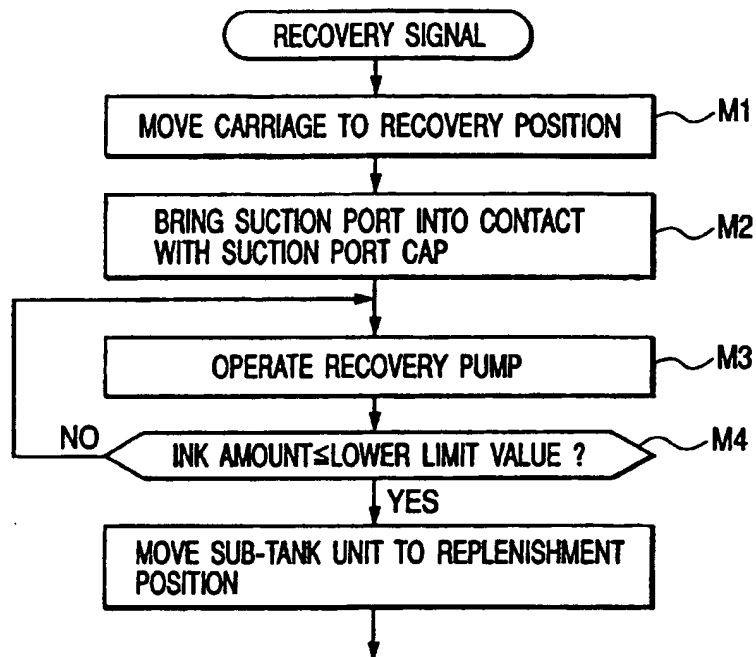 RECOVERY SIGNAL
MOVE CARRIAGE TO RECOVERY POSITION
M1
BRING SUCTION PORT INTO CONTACT
WITH SUCTION PORT CAP
M2
OPERATE RECOVERY PUMP
M3
NO
INK AMOUNT≦LOWER LIMIT VALUE ?
M4
YES
MOVE SUB-TANK UNIT TO REPLENISHMENT
POSITION